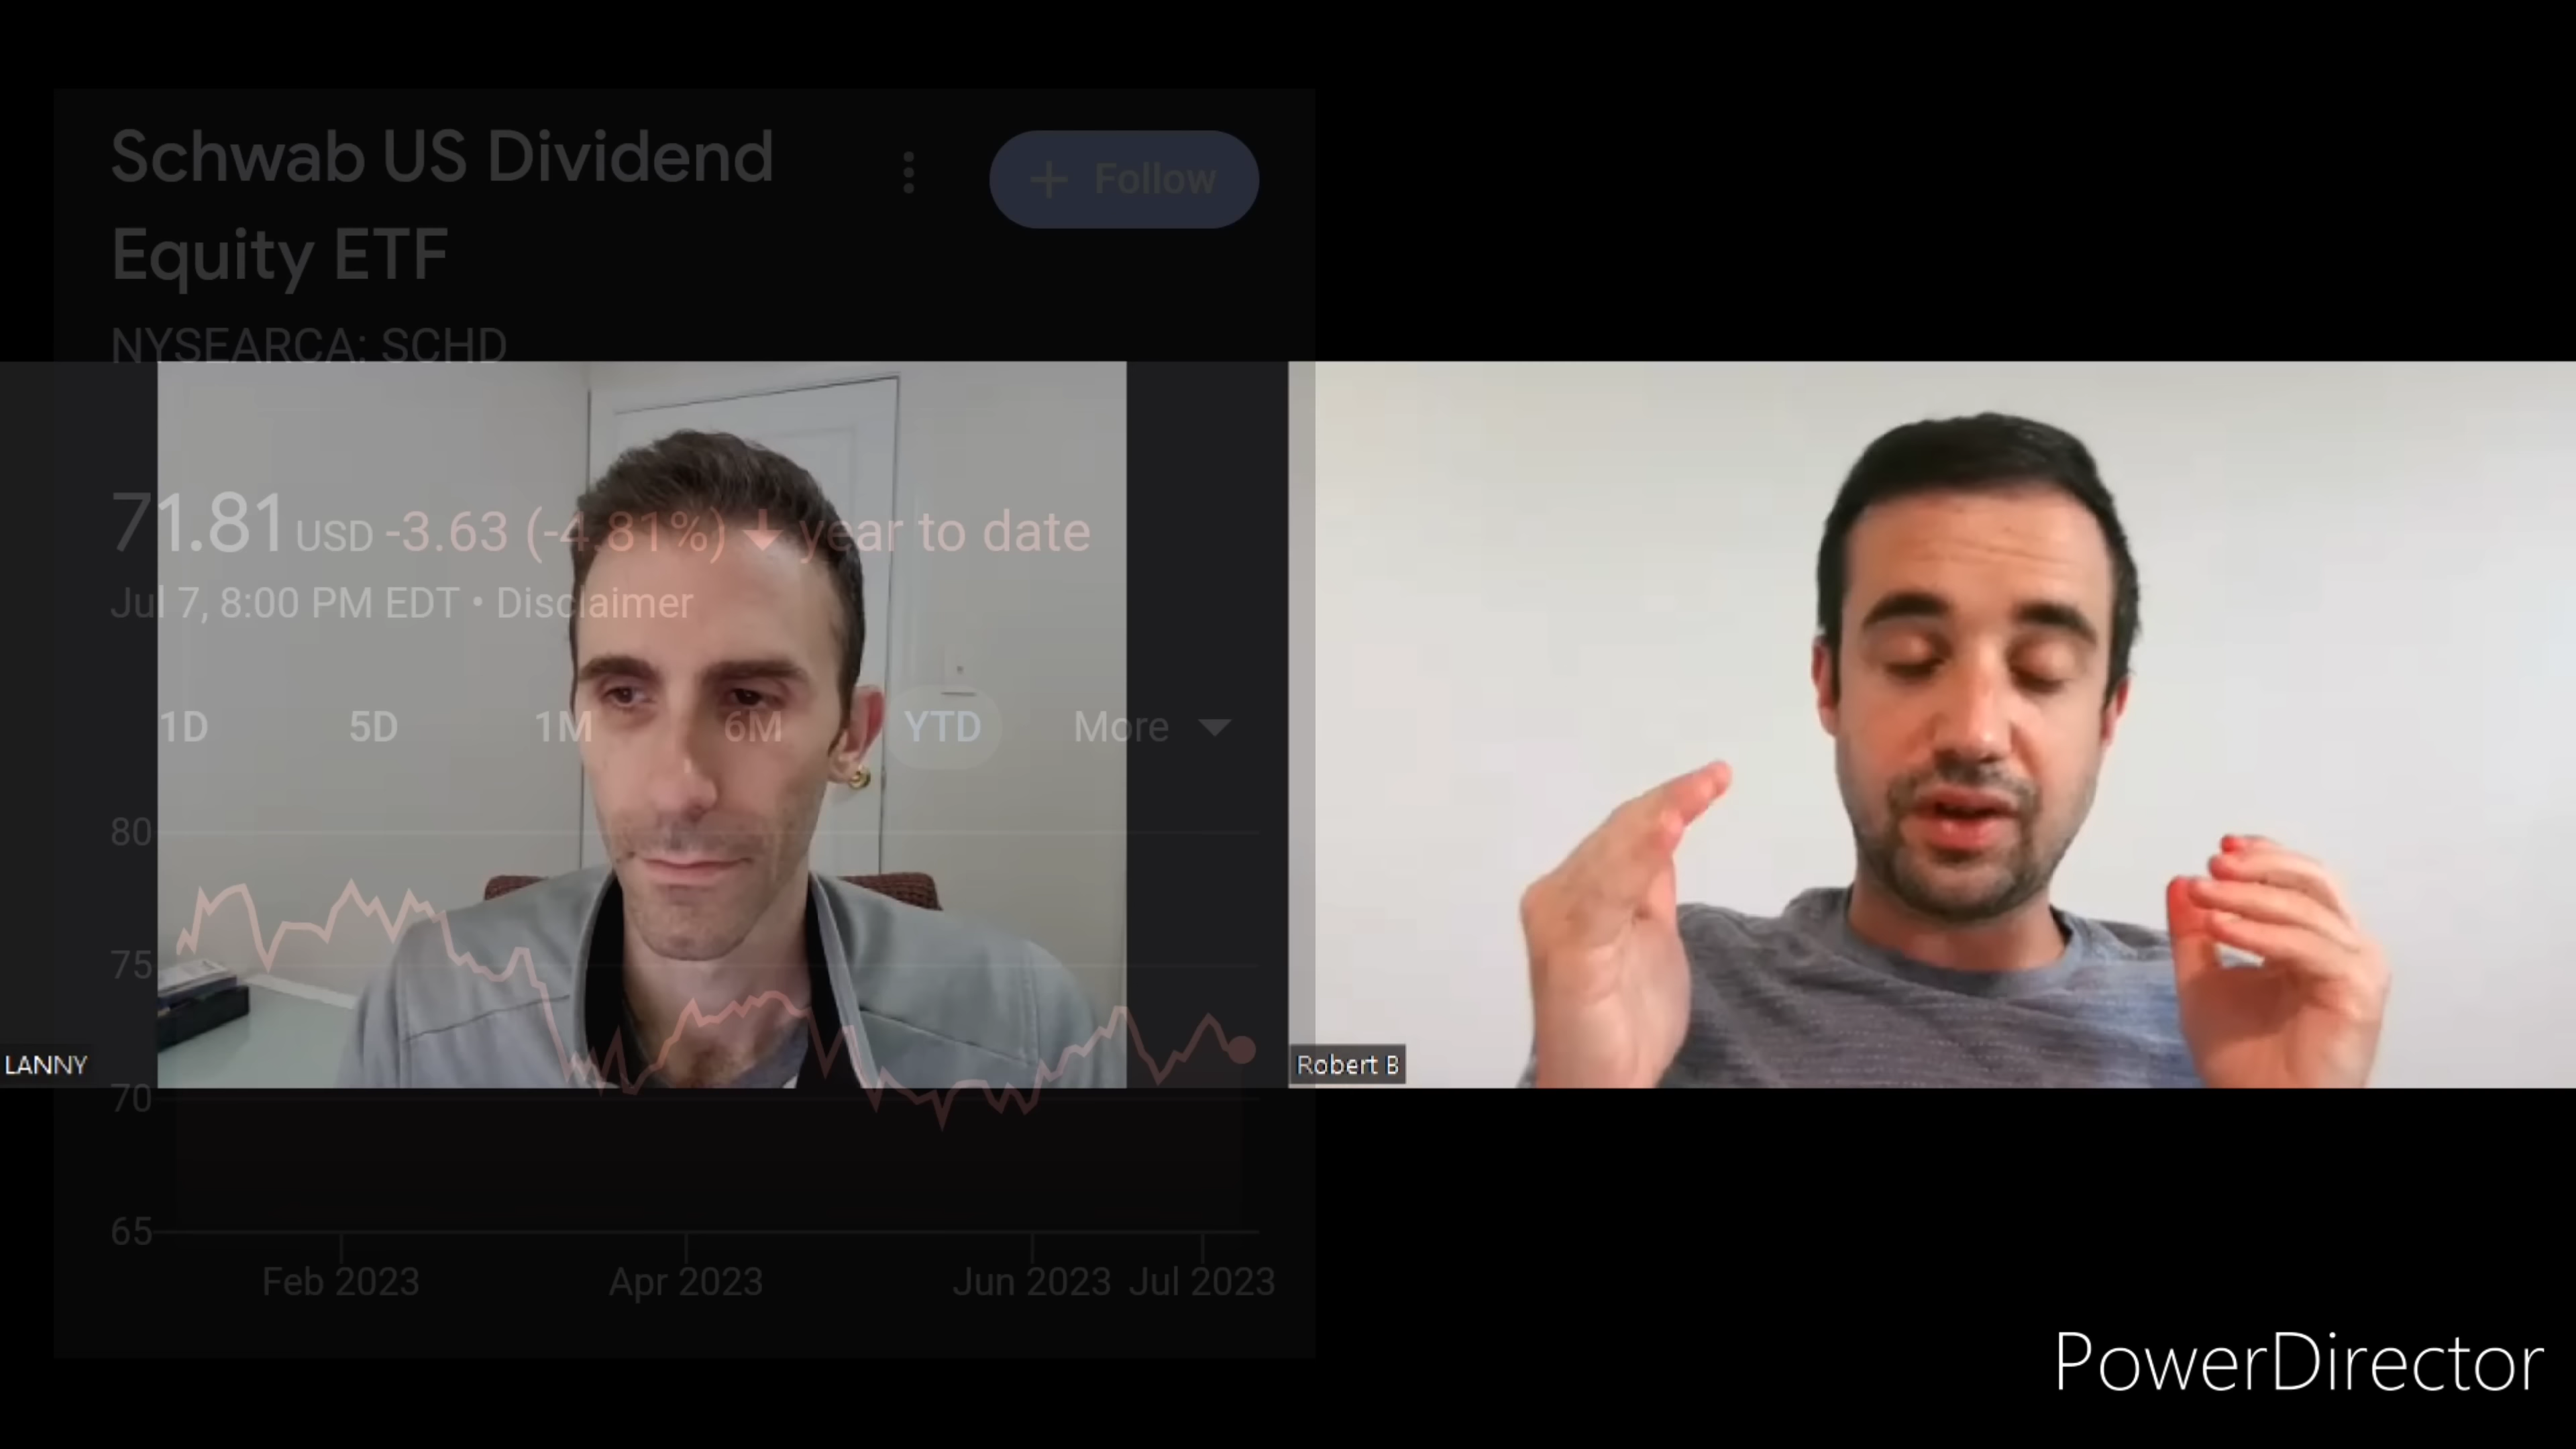 Schwab US Dividend
Equity ETF
+ Follow
NYSEARCA: SCHD
71.81 USD -3.63 (-4.81%) ↓ year to date
Jul 7, 8:00 PM EDT • Disclaimer
1D 5D 1M 6M YTD More
80
75
70
65
Feb 2023 Apr 2023 Jun 2023 Jul 2023
LANNY
Robert B
PowerDirector